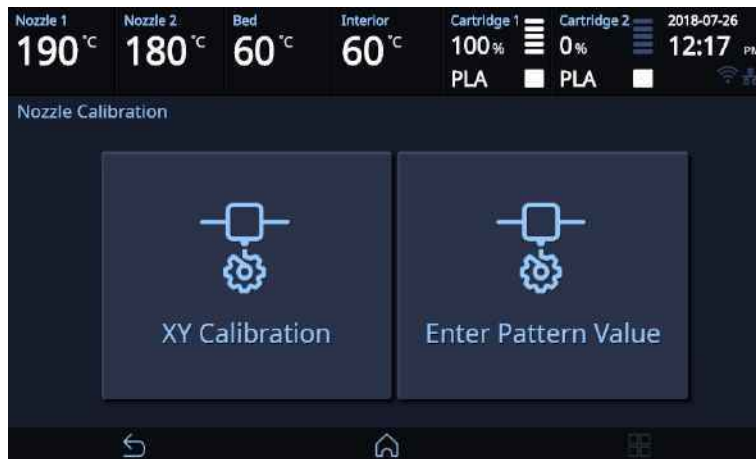 Nozzle 1 Nozzle 2 Bed Interior Cartridge 1 Cartridge 2 2018-07-26
190 °C 180 °C 60 °C 60 °C 100 % 0 % 12:17 PM
PLA PLA
Nozzle Calibration
XY Calibration Enter Pattern Value